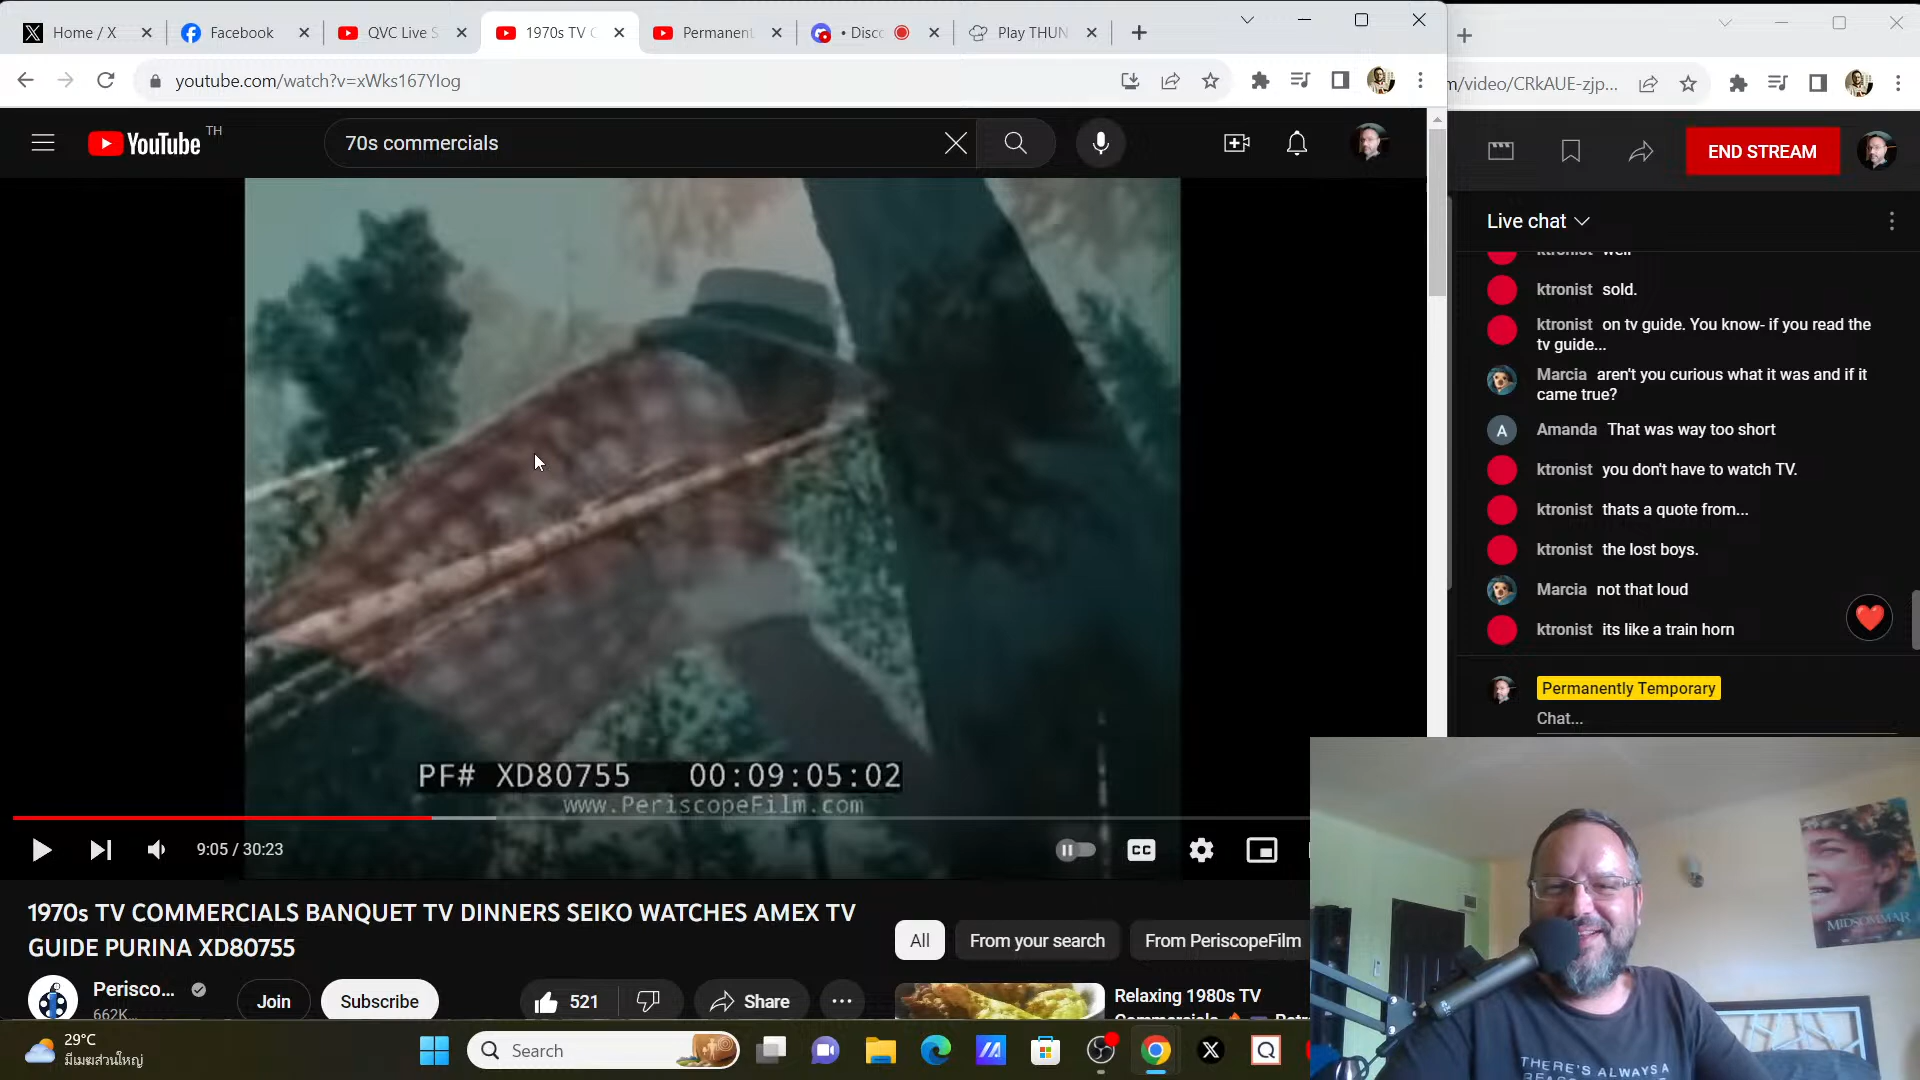 Home / X
Facebook
QVC Live S
1970s TV C
Permanent
• Disc
Play THUN
youtube.com/watch?v=xWks167YIog
m/video/CRkAUE-zjp...
YouTube TH
70s commercials
END STREAM
Live chat
ktronist well
ktronist sold.
ktronist on tv guide. You know- if you read the
tv guide...
Marcia aren't you curious what it was and if it
came true?
A Amanda That was way too short
ktronist you don't have to watch TV.
ktronist thats a quote from...
ktronist the lost boys.
Marcia not that loud
ktronist its like a train horn
Permanently Temporary
Chat...
PF# XD80755 00:09:05:02
www.PeriscopeFilm.com
9:05 / 30:23
CC
1970s TV COMMERCIALS BANQUET TV DINNERS SEIKO WATCHES AMEX TV
GUIDE PURINA XD80755
All
From your search
From PeriscopeFilm
Perisco...
662K...
Join
Subscribe
521
Share
Relaxing 1980s TV
Commercials
MIDSOMMAR
THERE'S ALWAYS A
29°C
มีเมฆส่วนใหญ่
Search